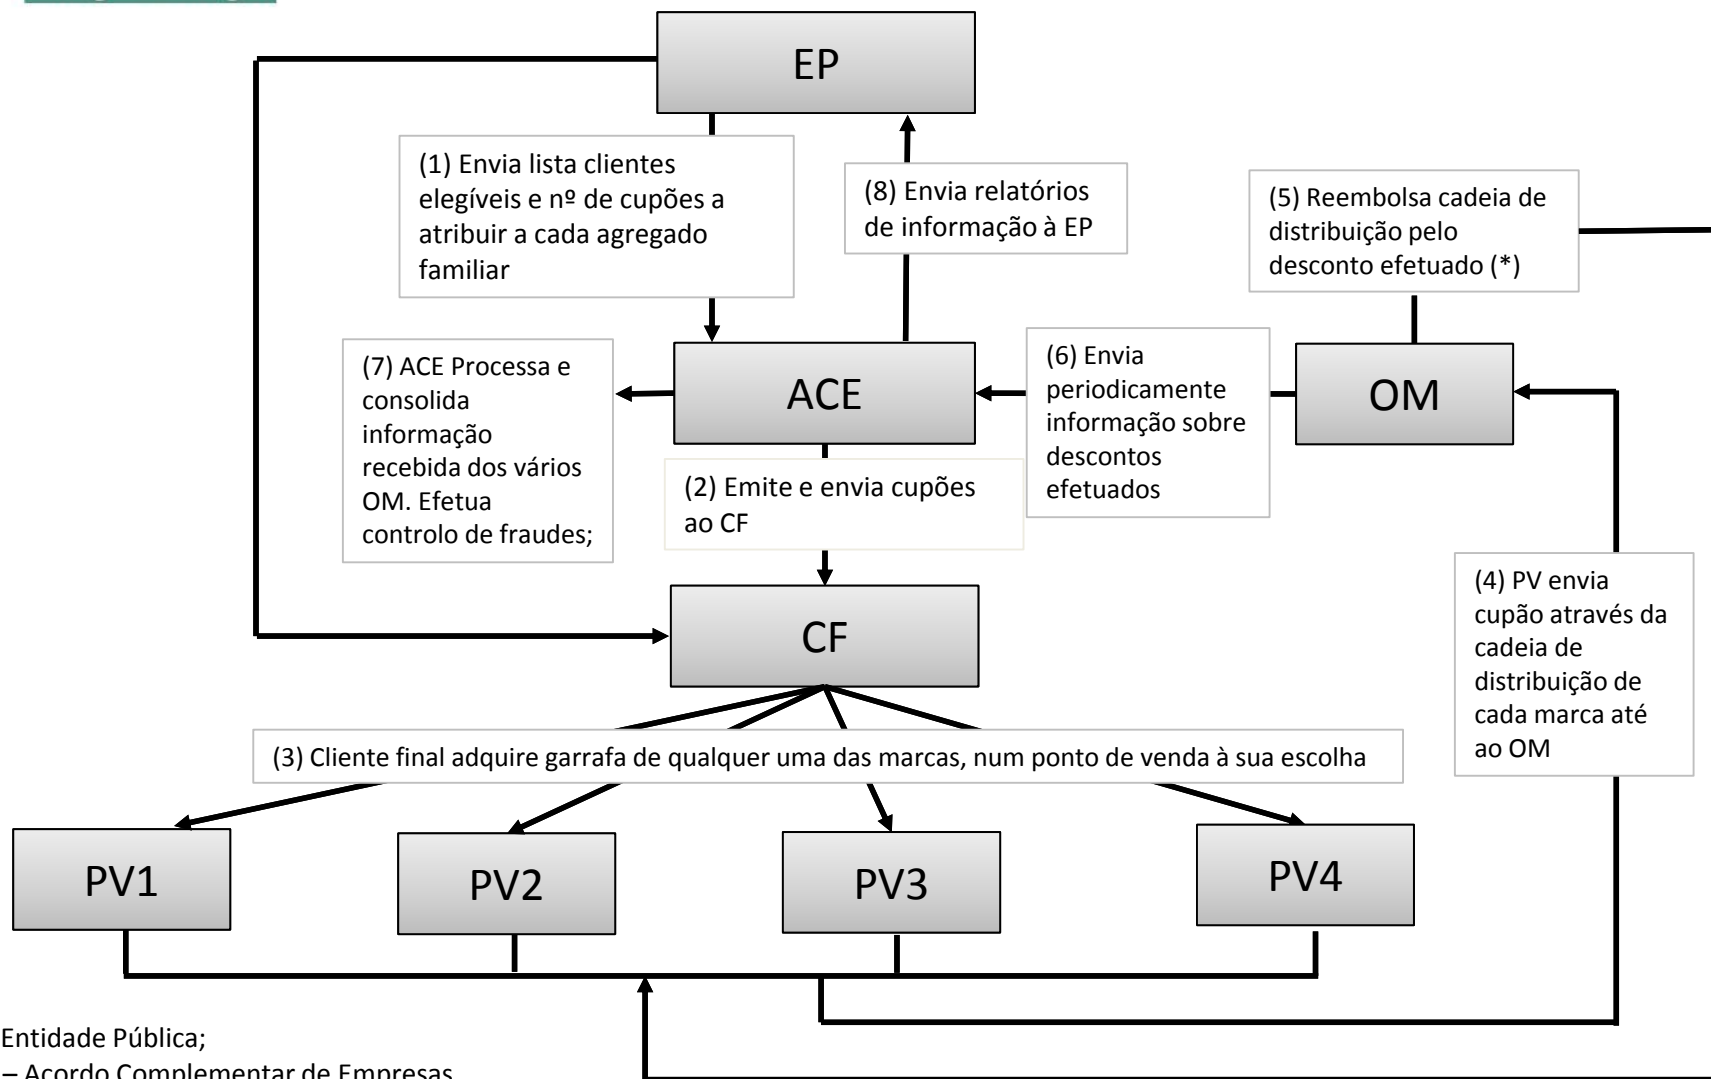 EP
(1) Envia lista clientes
elegíveis e nº de cupões a
atribuir a cada agregado
familiar
(8) Envia relatórios
de informação à EP
(5) Reembolsa cadeia de
distribuição pelo
desconto efetuado (*)
(7) ACE Processa e
consolida
informação
recebida dos vários
OM. Efetua
controlo de fraudes;
ACE
(6) Envia
periodicamente
informação sobre
descontos
efetuados
OM
(2) Emite e envia cupões
ao CF
(4) PV envia
cupão através da
cadeia de
distribuição de
cada marca até
ao OM
CF
(3) Cliente final adquire garrafa de qualquer uma das marcas, num ponto de venda à sua escolha
PV1
PV2
PV3
PV4
Entidade Pública;
– Acordo Complementar de Empresas